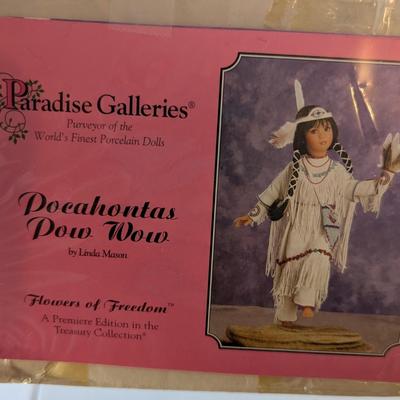 Paradise Galleries®
Purveyor of the
World's Finest Porcelain Dolls
Pocahontas
Pow Wow
by Linda Mason
Flowers of Freedom™
A Premiere Edition in the
Treasury Collection®